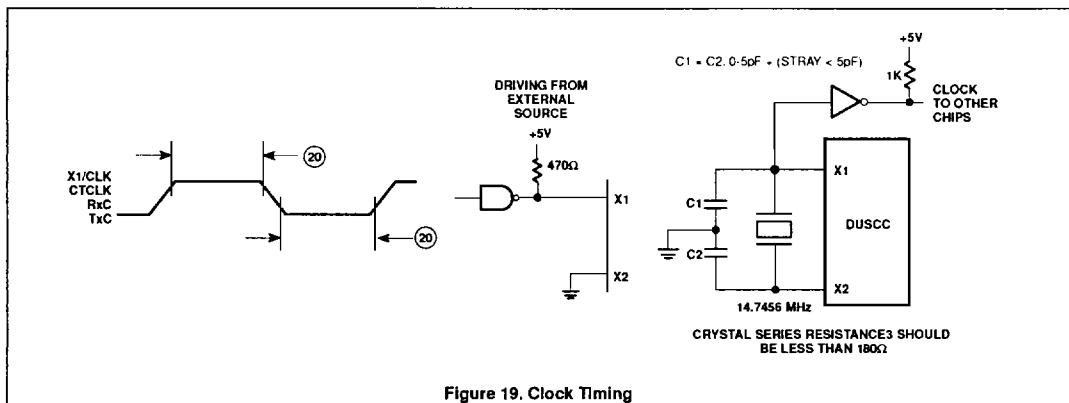 X1/CLK
CTCLK
RxC
TxC
20
20
DRIVING FROM
EXTERNAL
SOURCE
+5V
470Ω
X1
X2
C1 = C2. 0-5pF + (STRAY < 5pF)
+5V
1K
CLOCK
TO OTHER
CHIPS
X1
C1
DUSCC
C2
X2
14.7456 MHz
CRYSTAL SERIES RESISTANCE3 SHOULD
BE LESS THAN 180Ω
Figure 19. Clock Timing